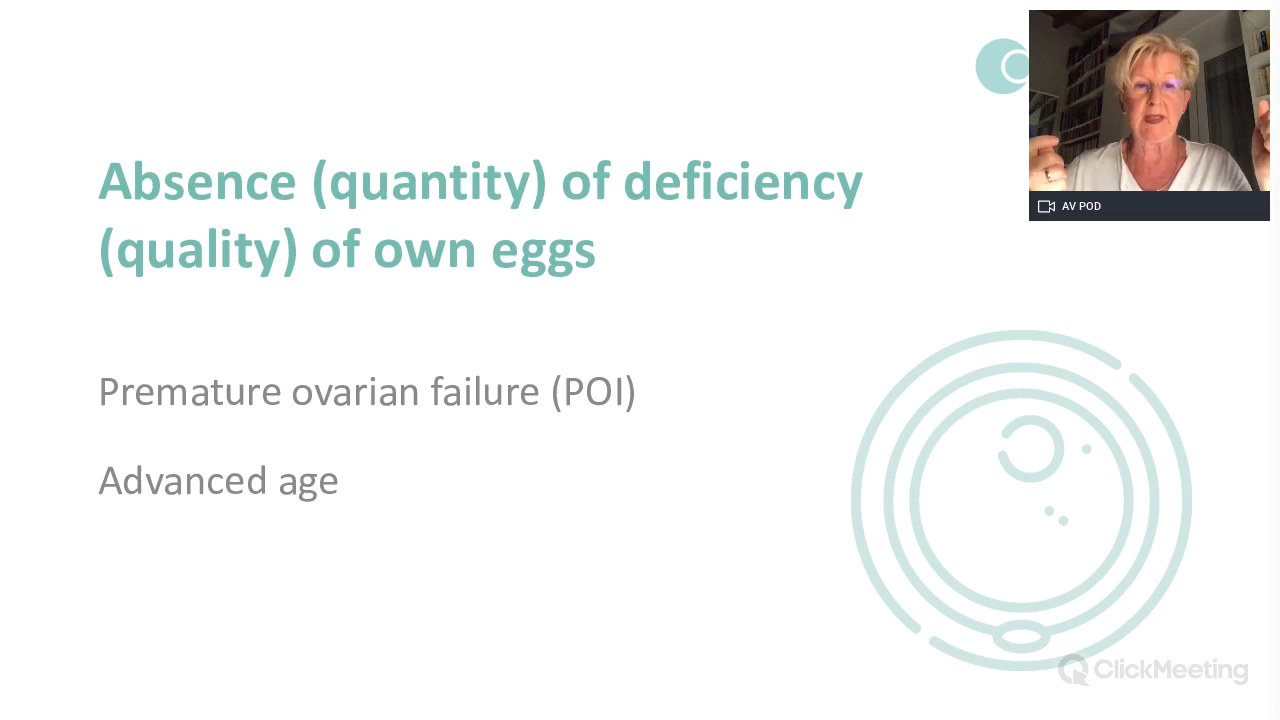 Absence (quantity) of deficiency
(quality) of own eggs
Premature ovarian failure (POI)
Advanced age
AV POD
ClickMeeting